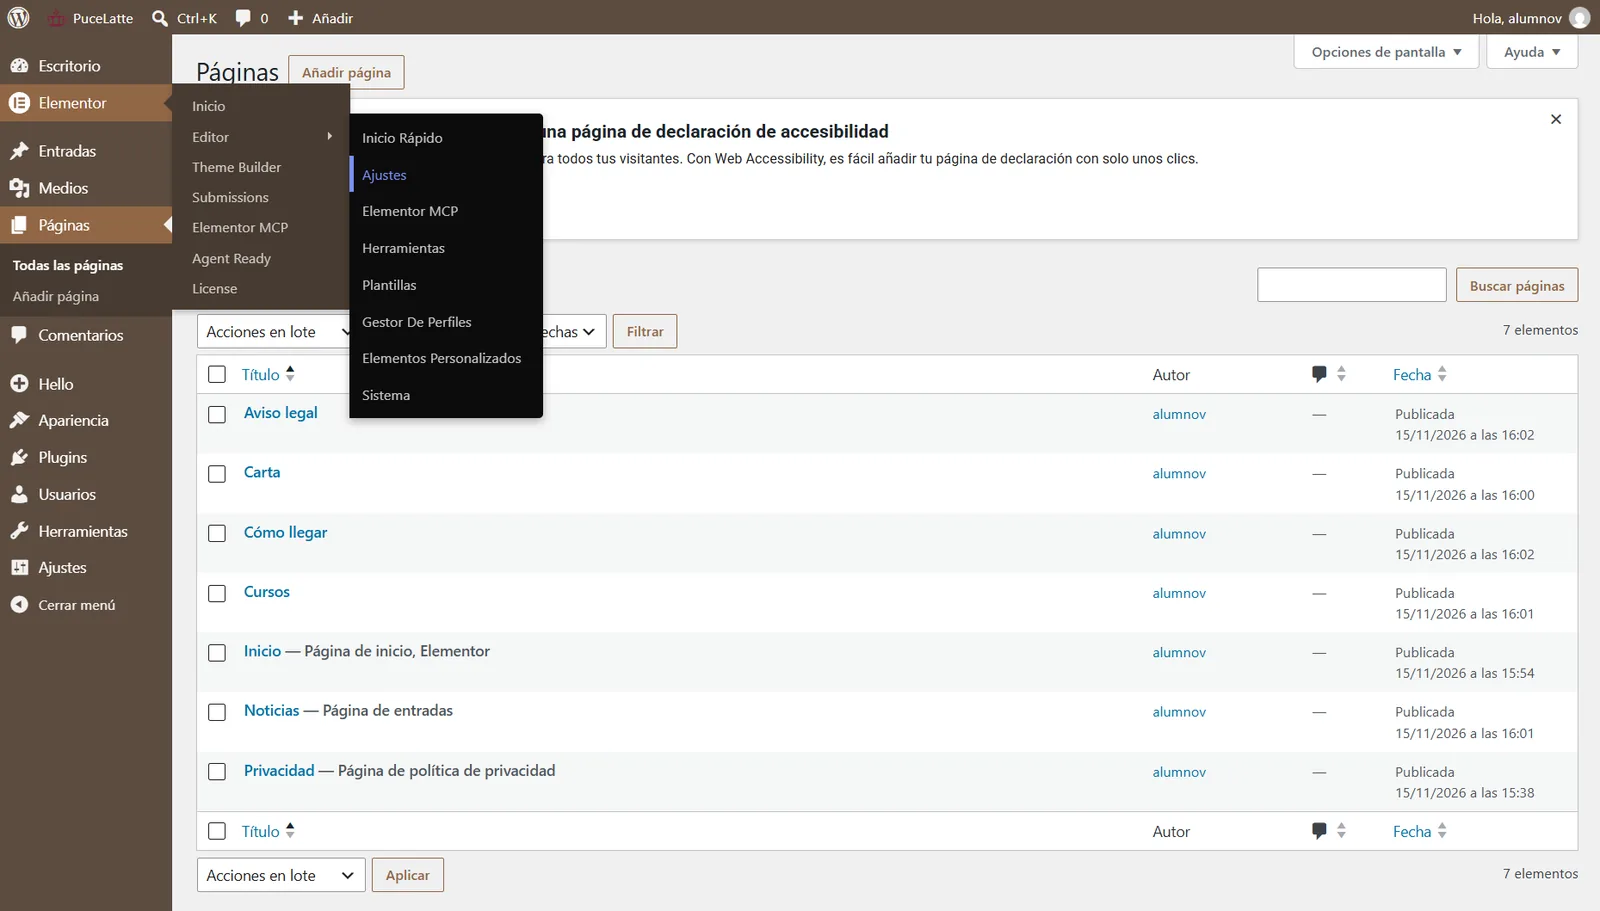 PuceLatte
Ctrl+K
0
Añadir
Hola, alumnov
Escritorio
Elementor
Entradas
Medios
Páginas
Todas las páginas
Añadir página
Comentarios
Hello
Apariencia
Plugins
Usuarios
Herramientas
Ajustes
Cerrar menú
Inicio
Editor
Theme Builder
Submissions
Elementor MCP
Agent Ready
License
Inicio Rápido
Ajustes
Elementor MCP
Herramientas
Plantillas
Gestor De Perfiles
Elementos Personalizados
Sistema
Páginas
Añadir página
Opciones de pantalla
Ayuda
una página de declaración de accesibilidad
ra todos tus visitantes. Con Web Accessibility, es fácil añadir tu página de declaración con solo unos clics.
Buscar páginas
Acciones en lote
echas
Filtrar
7 elementos
Título
Autor
Fecha
Aviso legal
alumnov
—
Publicada
15/11/2026 a las 16:02
Carta
alumnov
—
Publicada
15/11/2026 a las 16:00
Cómo llegar
alumnov
—
Publicada
15/11/2026 a las 16:02
Cursos
alumnov
—
Publicada
15/11/2026 a las 16:01
Inicio — Página de inicio, Elementor
alumnov
—
Publicada
15/11/2026 a las 15:54
Noticias — Página de entradas
alumnov
—
Publicada
15/11/2026 a las 16:01
Privacidad — Página de política de privacidad
alumnov
—
Publicada
15/11/2026 a las 15:38
Título
Autor
Fecha
Acciones en lote
Aplicar
7 elementos